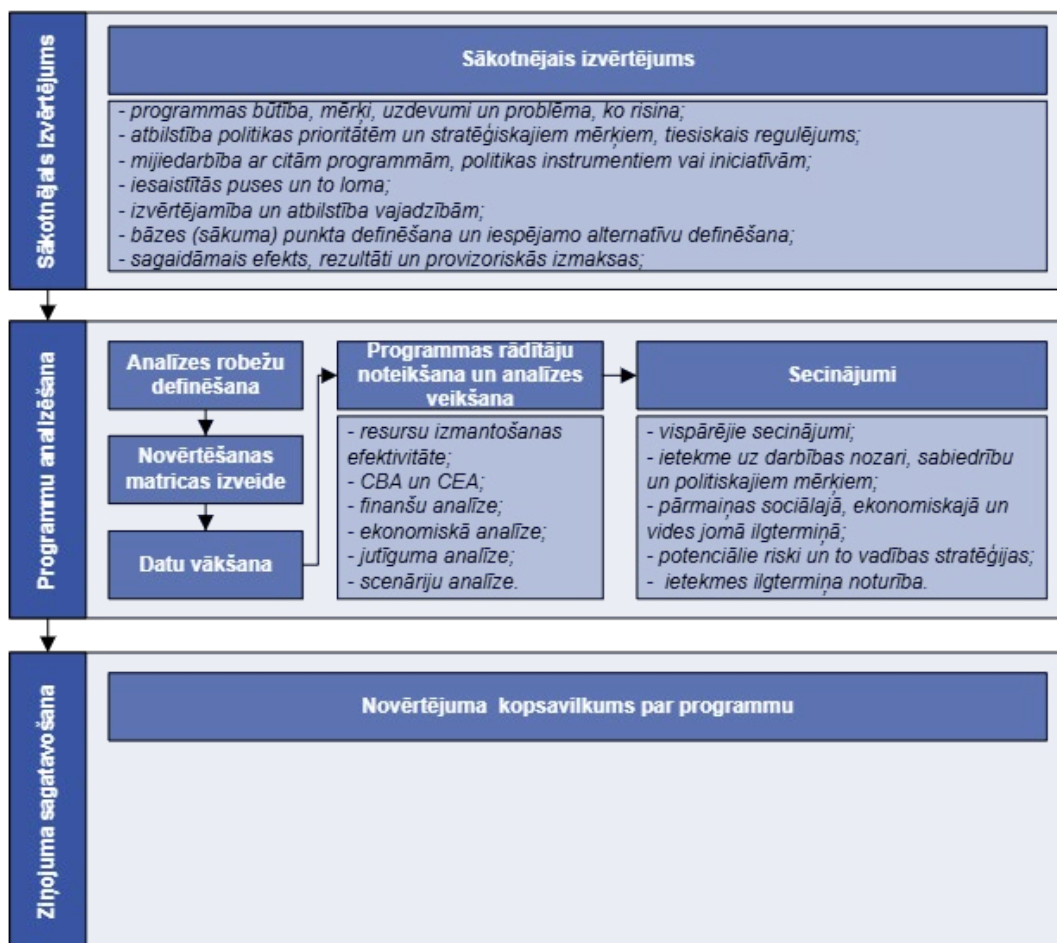 Sākotnējais izvērtējums
Sākotnējais izvērtējums
- programmas būtība, mērķi, uzdevumi un problēma, ko risina;
- atbilstība politikas prioritātēm un stratēģiskajiem mērķiem, tiesiskais regulējums;
- mijiedarbība ar citām programmām, politikas instrumentiem vai iniciatīvām;
- iesaistītās puses un to loma;
- izvērtējamība un atbilstība vajadzībām;
- bāzes (sākuma) punkta definēšana un iespējamo alternatīvu definēšana;
- sagaidāmais efekts, rezultāti un provizoriskās izmaksas;
Programmu analizēšana
Analīzes robežu
definēšana
Novērtēšanas
matricas izveide
Datu vākšana
Programmas rādītāju
noteikšana un analīzes
veikšana
- resursu izmantošanas
efektivitāte;
- CBA un CEA;
- finanšu analīze;
- ekonomiskā analīze;
- jutīguma analīze;
- scenāriju analīze.
Secinājumi
- vispārējie secinājumi;
- ietekme uz darbības nozari, sabiedrību
un politiskajiem mērķiem;
- pārmaiņas sociālajā, ekonomiskajā un
vides jomā ilgtermiņā;
- potenciālie riski un to vadības stratēģijas;
- ietekmes ilgtermiņa noturība.
Ziņojuma sagatavošana
Novērtējuma kopsavilkums par programmu